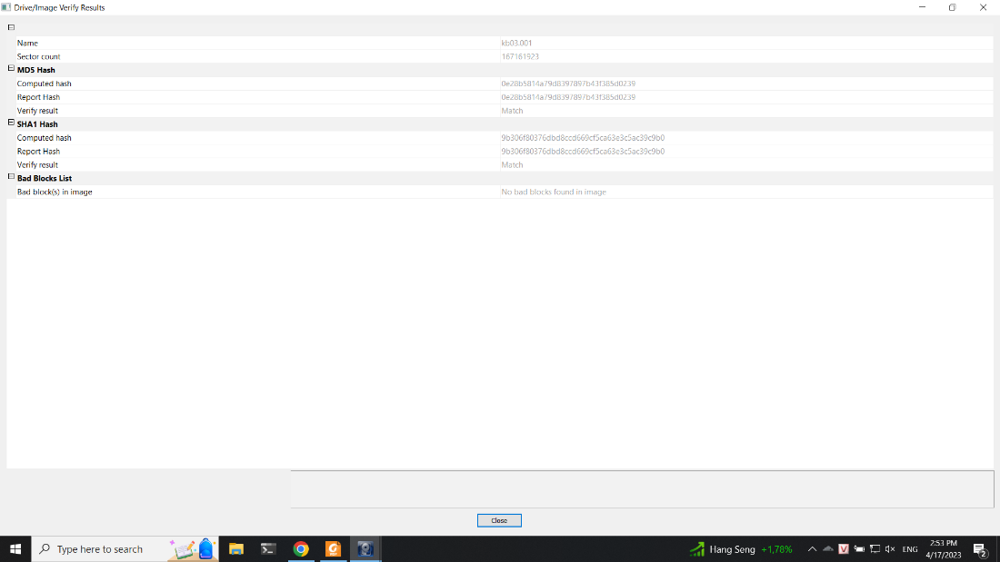 Drive/Image Verify Results
Name kb03.001
Sector count 167161923
MD5 Hash
Computed hash 0e28b5814a79d8397897b43f385d0239
Report Hash 0e28b5814a79d8397897b43f385d0239
Verify result Match
SHA1 Hash
Computed hash 9b306f80376dbd8ccd669cf5ca63e3c5ac39c9b0
Report Hash 9b306f80376dbd8ccd669cf5ca63e3c5ac39c9b0
Verify result Match
Bad Blocks List
Bad block(s) in image No bad blocks found in image
Close
Type here to search
Hang Seng +1,78%
V
ENG
2:53 PM
4/17/2023
2